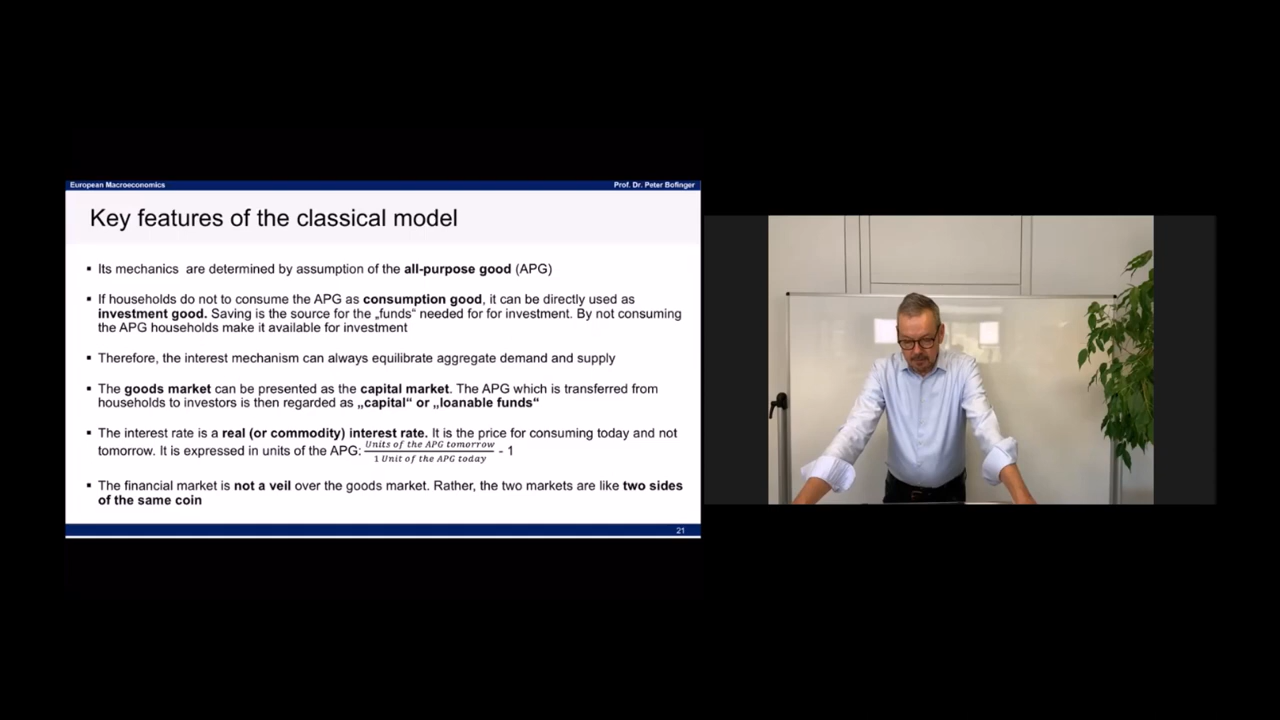 European Macroeconomics
Prof. Dr. Peter Bofinger
Key features of the classical model
▪ Its mechanics are determined by assumption of the all-purpose good (APG)
▪ If households do not to consume the APG as consumption good, it can be directly used as
investment good. Saving is the source for the „funds“ needed for for investment. By not consuming
the APG households make it available for investment
▪ Therefore, the interest mechanism can always equilibrate aggregate demand and supply
▪ The goods market can be presented as the capital market. The APG which is transferred from
households to investors is then regarded as „capital“ or „loanable funds“
▪ The interest rate is a real (or commodity) interest rate. It is the price for consuming today and not
tomorrow. It is expressed in units of the APG: Units of the APG tomorrow / 1 Unit of the APG today - 1
▪ The financial market is not a veil over the goods market. Rather, the two markets are like two sides
of the same coin
21